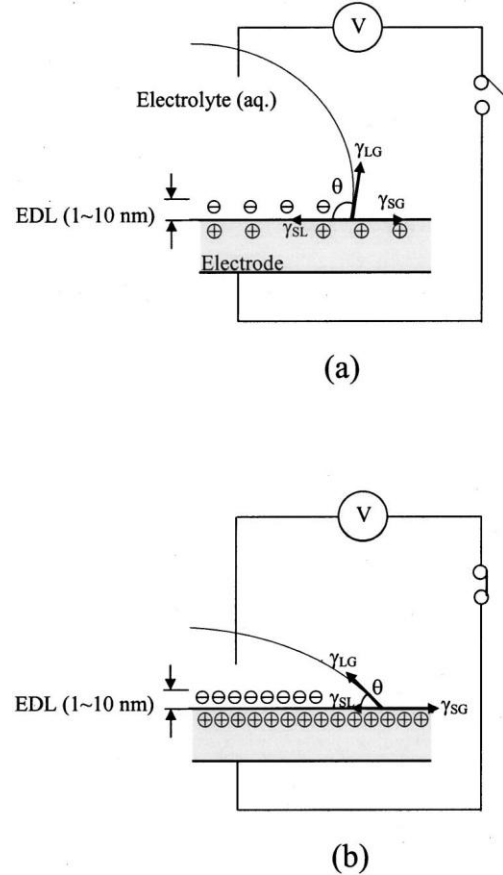 V
Electrolyte (aq.)
γLG
θ
γSG
EDL (1~10 nm)
γSL
Electrode
(a)
V
γLG
θ
EDL (1~10 nm)
γSL
γSG
(b)